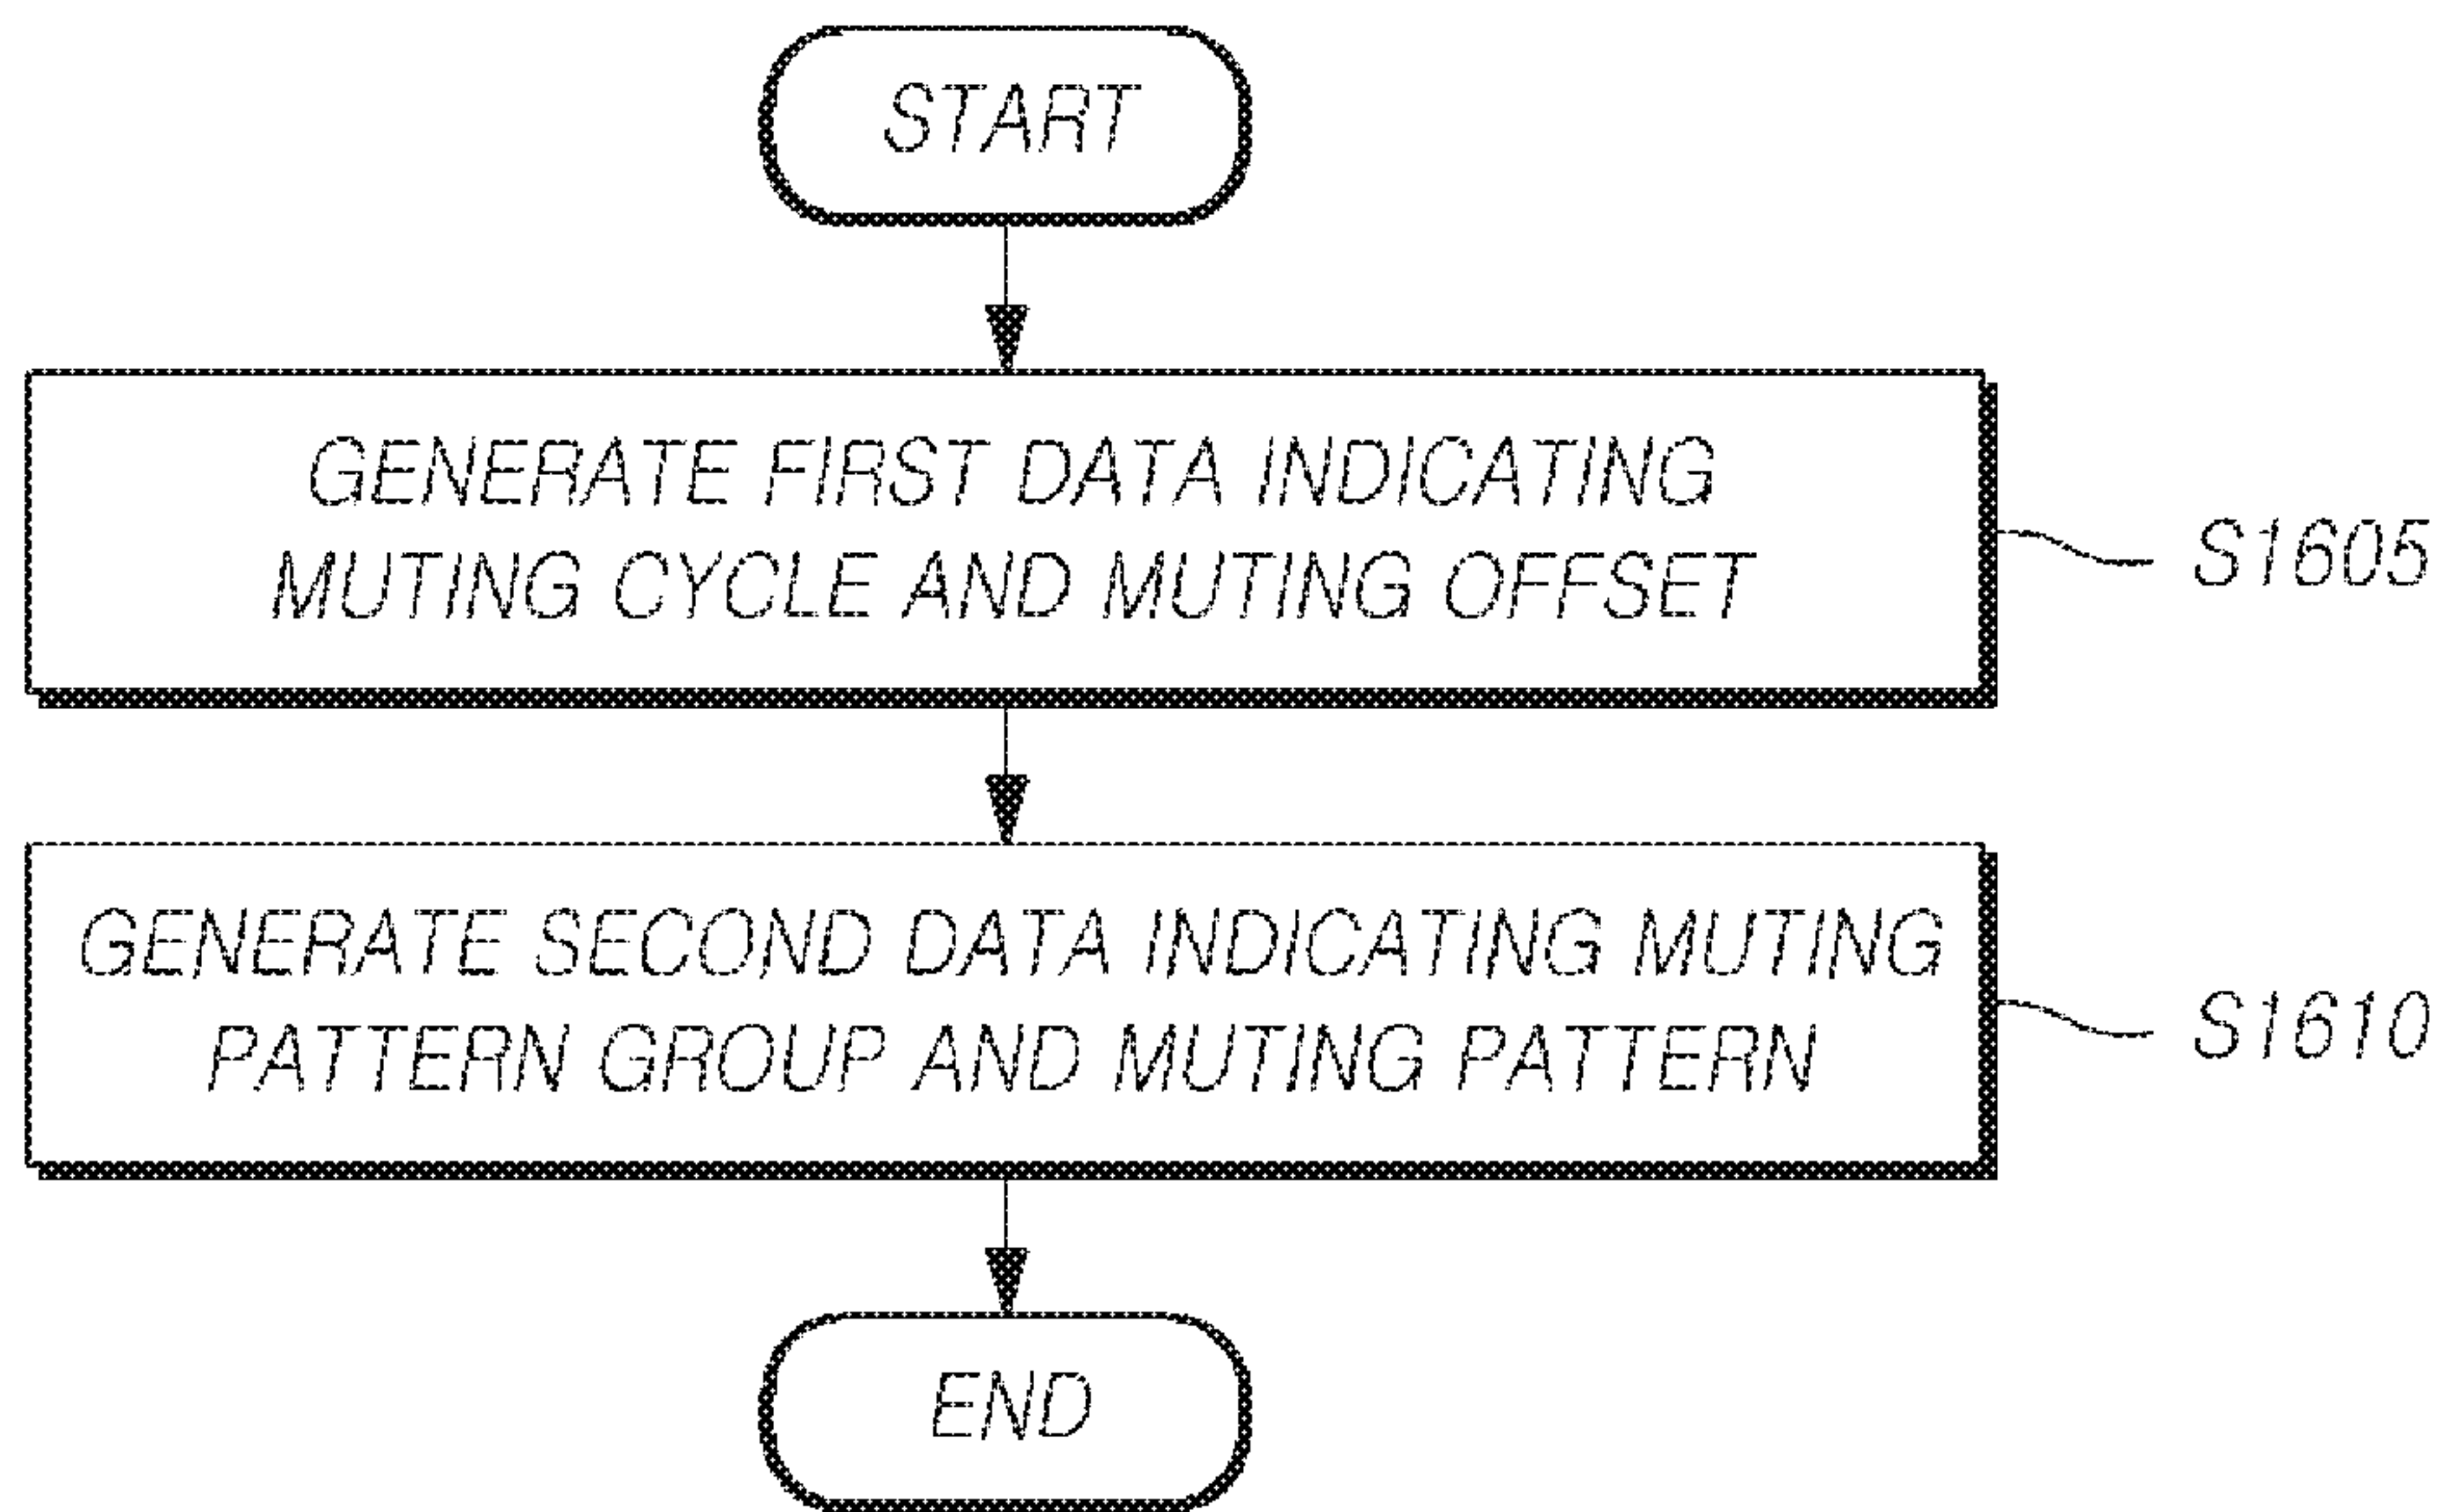 START
GENERATE FIRST DATA INDICATING
MUTING CYCLE AND MUTING OFFSET
S1605
GENERATE SECOND DATA INDICATING MUTING
PATTERN GROUP AND MUTING PATTERN
S1610
END